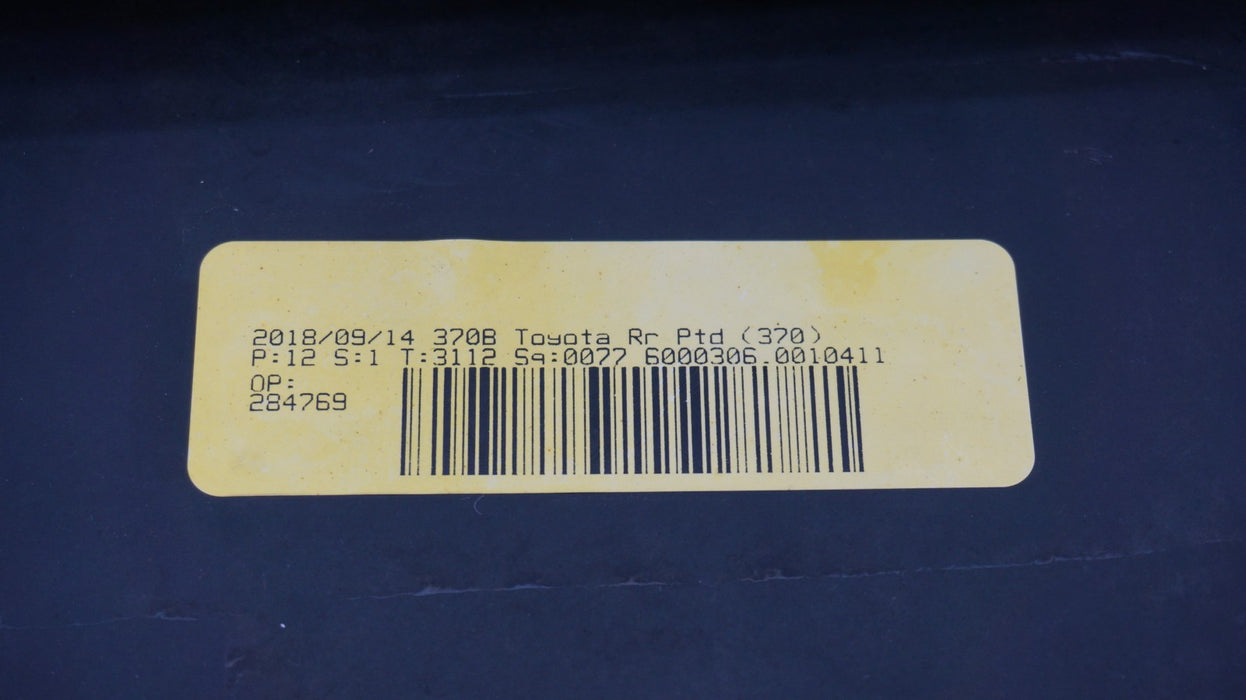 2018/09/14 370B Toyota Rr Ptd (370)
P:12 S:1 T:3112 Sq:0077 6000306.0010411
OP:
284769